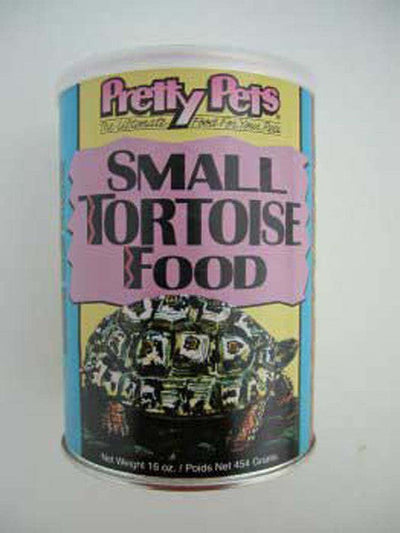 Pretty Pets
The Ultimate Food For Your Pets
SMALL
TORTOISE
FOOD
Net Weight 16 oz. / Poids Net 454 Grams